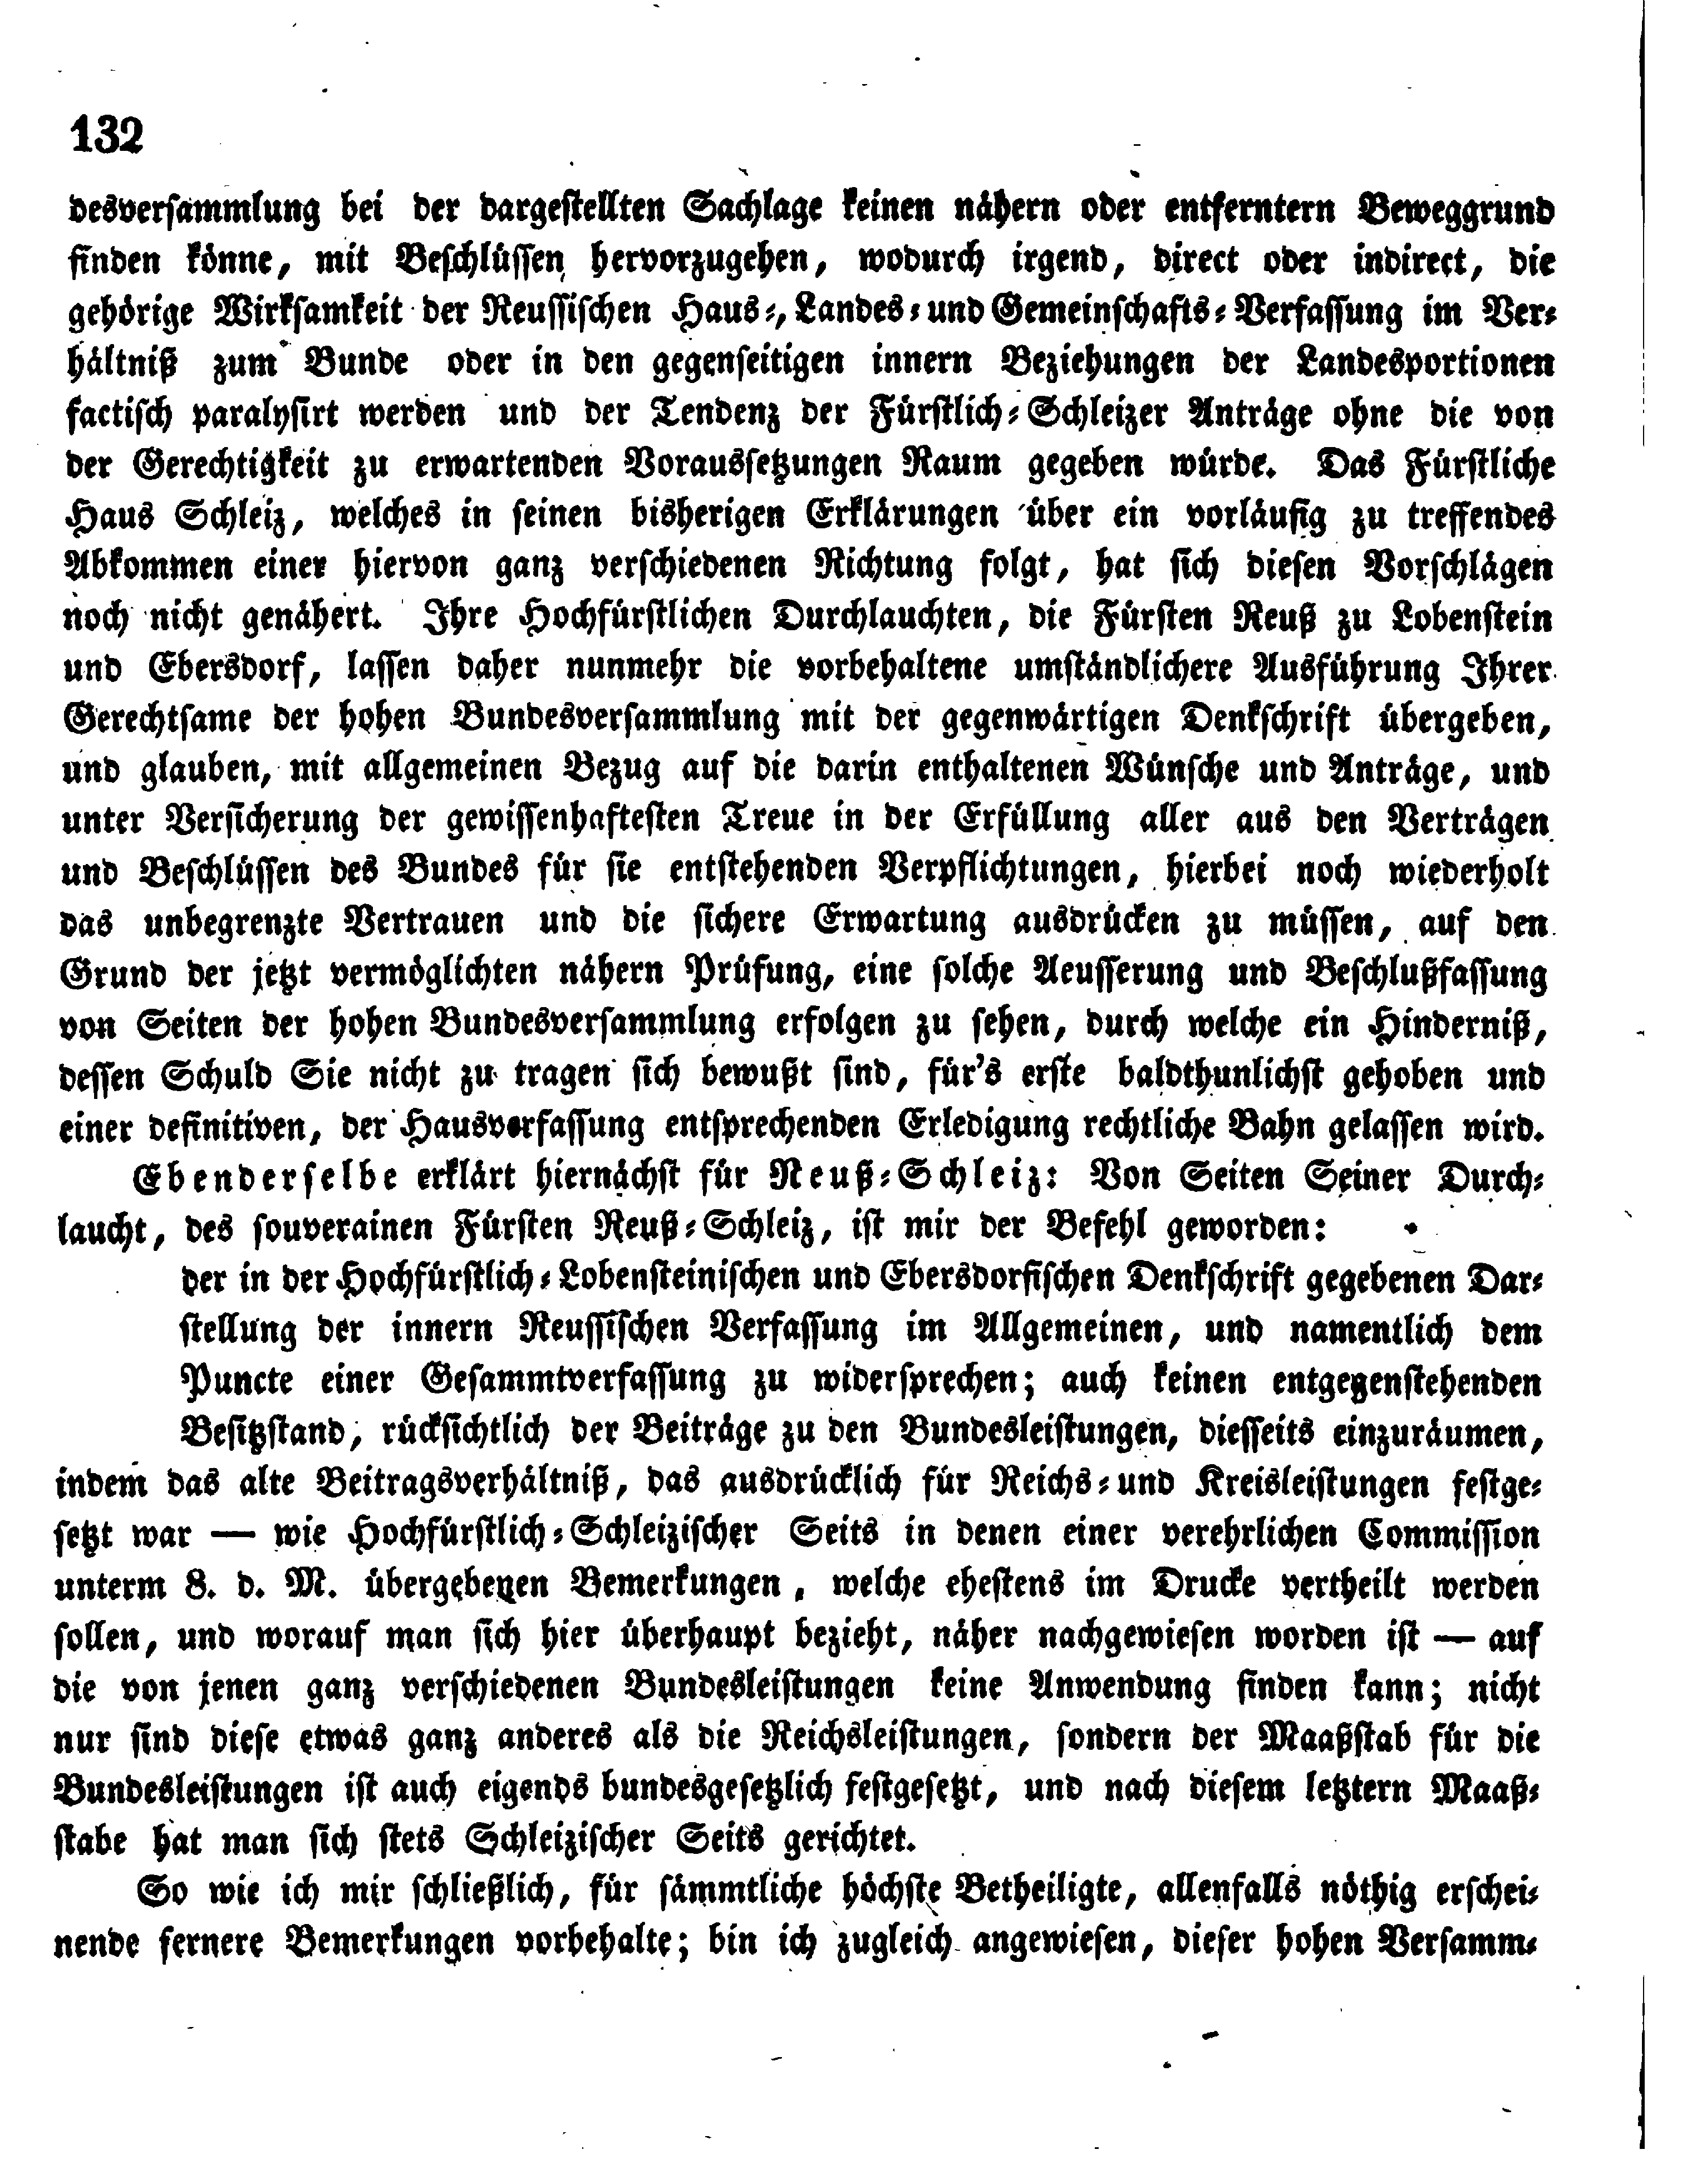 132
desversammlung bei der dargestellten Sachlage keinen nähern oder entferntern Beweggrund
finden könne, mit Beschlüssen hervorzugehen, wodurch irgend, direct oder indirect, die
gehörige Wirksamkeit der Reussischen Haus-, Landes- und Gemeinschafts-Verfassung im Ver-
hältniß zum Bunde oder in den gegenseitigen innern Beziehungen der Landesportionen
factisch paralysirt werden und der Tendenz der Fürstlich-Schleizer Anträge ohne die von
der Gerechtigkeit zu erwartenden Voraussetzungen Raum gegeben würde. Das Fürstliche
Haus Schleiz, welches in seinen bisherigen Erklärungen über ein vorläufig zu treffendes
Abkommen einer hiervon ganz verschiedenen Richtung folgt, hat sich diesen Vorschlägen
noch nicht genähert. Ihre Hochfürstlichen Durchlauchten, die Fürsten Reuß zu Lobenstein
und Ebersdorf, lassen daher nunmehr die vorbehaltene umständlichere Ausführung Ihrer
Gerechtsame der hohen Bundesversammlung mit der gegenwärtigen Denkschrift übergeben,
und glauben, mit allgemeinen Bezug auf die darin enthaltenen Wünsche und Anträge, und
unter Versicherung der gewissenhaftesten Treue in der Erfüllung aller aus den Verträgen
und Beschlüssen des Bundes für sie entstehenden Verpflichtungen, hierbei noch wiederholt
das unbegrenzte Vertrauen und die sichere Erwartung ausdrücken zu müssen, auf den
Grund der jetzt vermöglichten nähern Prüfung, eine solche Aeusserung und Beschlußfassung
von Seiten der hohen Bundesversammlung erfolgen zu sehen, durch welche ein Hinderniß,
dessen Schuld Sie nicht zu tragen sich bewußt sind, für's erste baldthunlichst gehoben und
einer definitiven, der Hausverfassung entsprechenden Erledigung rechtliche Bahn gelassen wird.
Ebenderselbe erklärt hiernächst für Reuß-Schleiz: Von Seiten Seiner Durch-
laucht, des souverainen Fürsten Reuß-Schleiz, ist mir der Befehl geworden:
der in der Hochfürstlich-Lobensteinischen und Ebersdorfischen Denkschrift gegebenen Dar-
stellung der innern Reussischen Verfassung im Allgemeinen, und namentlich dem
Puncte einer Gesammtverfassung zu widersprechen; auch keinen entgegenstehenden
Besitzstand, rücksichtlich der Beiträge zu den Bundesleistungen, diesseits einzuräumen,
indem das alte Beitragsverhältniß, das ausdrücklich für Reichs- und Kreisleistungen festge-
setzt war — wie Hochfürstlich-Schleizischer Seits in denen einer verehrlichen Commission
unterm 8. d. M. übergebenen Bemerkungen, welche ehestens im Drucke vertheilt werden
sollen, und worauf man sich hier überhaupt bezieht, näher nachgewiesen worden ist — auf
die von jenen ganz verschiedenen Bundesleistungen keine Anwendung finden kann; nicht
nur sind diese etwas ganz anderes als die Reichsleistungen, sondern der Maaßstab für die
Bundesleistungen ist auch eigends bundesgesetzlich festgesetzt, und nach diesem letztern Maaß-
stabe hat man sich stets Schleizischer Seits gerichtet.
So wie ich mir schließlich, für sämmtliche höchste Betheiligte, allenfalls nöthig erschei-
nende fernere Bemerkungen vorbehalte; bin ich zugleich angewiesen, dieser hohen Versamm-